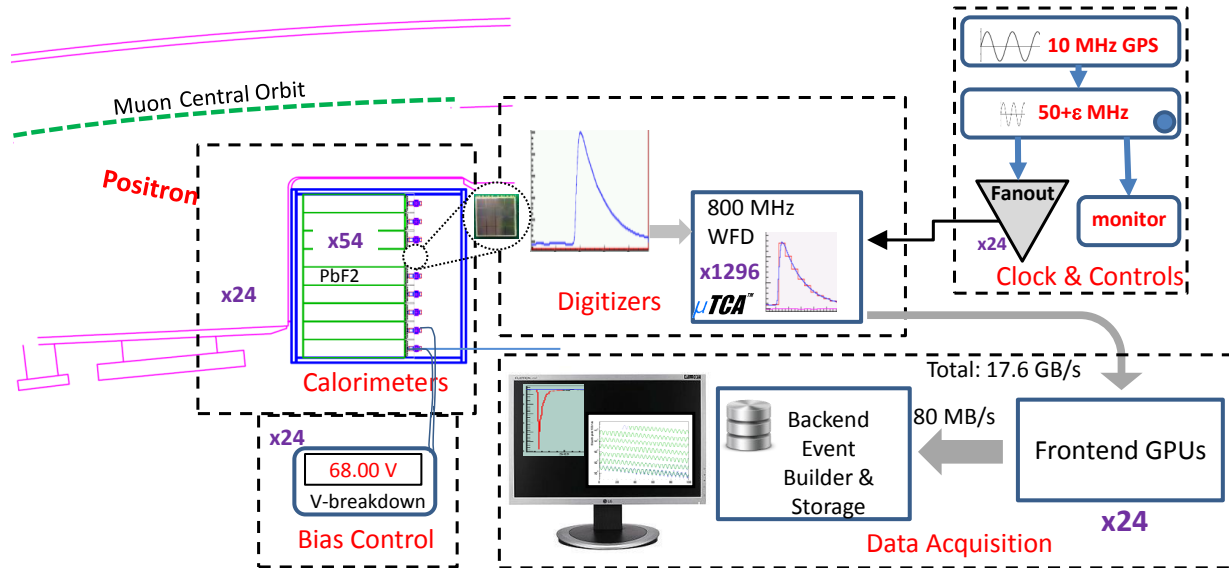 Muon Central Orbit
Positron
x54
PbF2
x24
Calorimeters
x24
68.00 V
V-breakdown
Bias Control
800 MHz
WFD
x1296
μTCA™
Digitizers
10 MHz GPS
50+ε MHz
Fanout
x24
monitor
Clock & Controls
Total: 17.6 GB/s
Backend
Event
Builder &
Storage
80 MB/s
Frontend GPUs
x24
Data Acquisition
LG